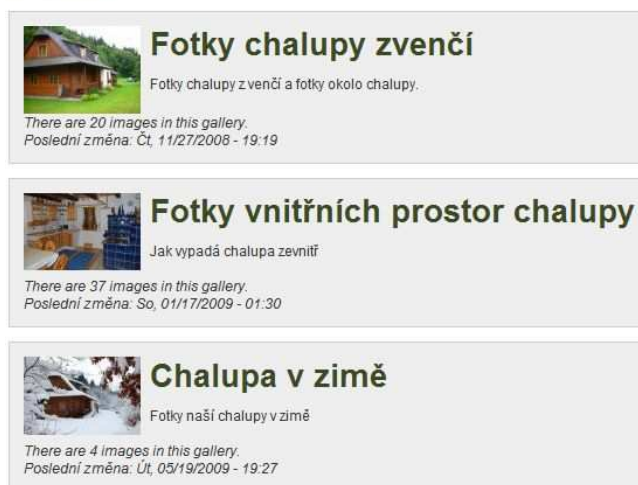 Fotky chalupy zvenčí
Fotky chalupy z venčí a fotky okolo chalupy.
There are 20 images in this gallery.
Poslední změna: Čt, 11/27/2008 - 19:19
Fotky vnitřních prostor chalupy
Jak vypadá chalupa zevnitř
There are 37 images in this gallery.
Poslední změna: So, 01/17/2009 - 01:30
Chalupa v zimě
Fotky naší chalupy v zimě
There are 4 images in this gallery.
Poslední změna: Út, 05/19/2009 - 19:27